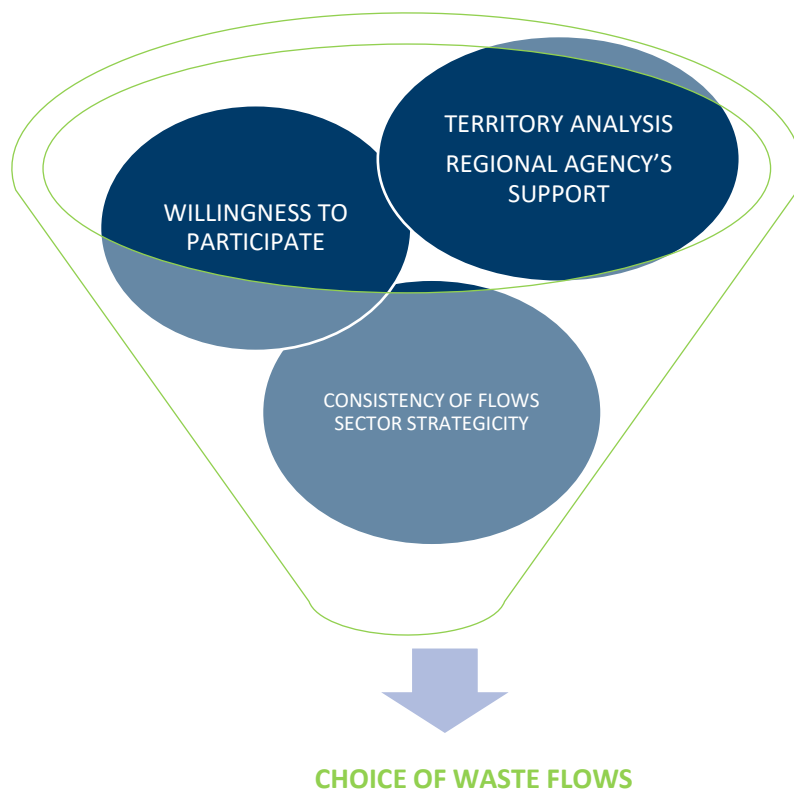 TERRITORY ANALYSIS
REGIONAL AGENCY'S
SUPPORT
WILLINGNESS TO
PARTICIPATE
CONSISTENCY OF FLOWS
SECTOR STRATEGICITY
CHOICE OF WASTE FLOWS